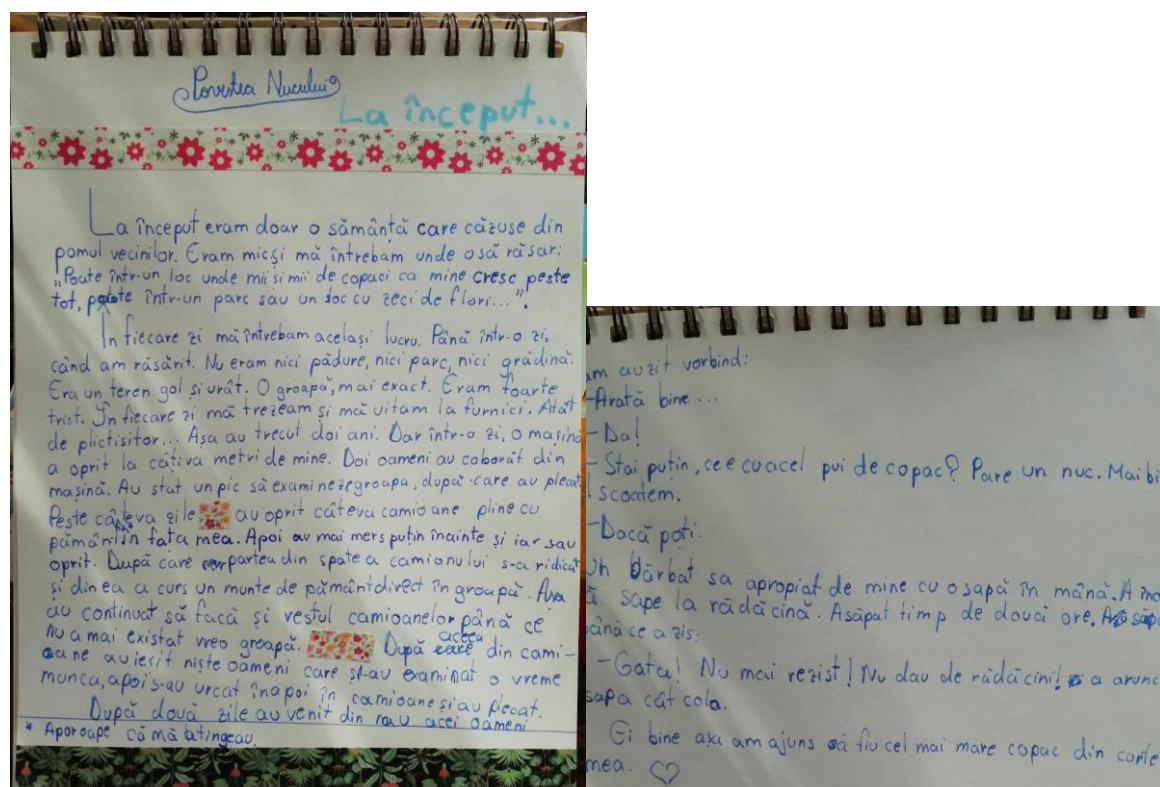 Povestea Nucului
La început...
La început eram doar o sămânță care căzuse din
pomul vecinilor. Eram mic și mă întrebam unde o să răsar:
„Poate într-un loc unde mii și mii de copaci ca mine cresc peste
tot, poate într-un parc sau un loc cu zeci de flori...".
În fiecare zi mă întrebam același lucru. Până într-o zi,
când am răsărit. Nu eram nici pădure, nici parc, nici grădină.
Era un teren gol și urât. O groapă, mai exact. Eram foarte
trist. În fiecare zi mă trezeam și mă uitam la furnici. Atât
de plictisitor... Așa au trecut doi ani. Dar într-o zi, o mașină
a oprit la câtiva metri de mine. Doi oameni au coborât din
mașină. Au stat un pic să examineze groapa, după care au plecat.
Peste câteva zile au oprit câteva camioane pline cu
pământ în fața mea. Apoi au mai mers puțin înainte și iar sau
oprit. După care partea din spate a camionului s-a ridicat
și din ea a curs un munte de pământ direct în groapă. Așa
au continuat să facă și vestul camioanelor până ce
nu a mai existat vreo groapă. După aceea din cami-
oane au ieșit niște oameni care și-au examinat o vreme
munca, apoi s-au urcat înapoi în camioane și au plecat.
După două zile au venit din nou acei oameni
* Aporoape că mă atingeau.
am auzit vorbind:
-Arată bine...
- Da!
- Stai puțin, ce e cu acel pui de copac? Pare un nuc. Mai bi
scoatem.
-Dacă poți.
Un bărbat sa apropiat de mine cu o sapă în mână. A înc
să sape la rădăcină. A săpat timp de două ore.
până ce a zis:
-Gata! Nu mai rezist! Nu dau de rădăcini! a arunc
sapa cât cola.
Ei bine așa am ajuns să fiu cel mai mare copac din curte
mea.